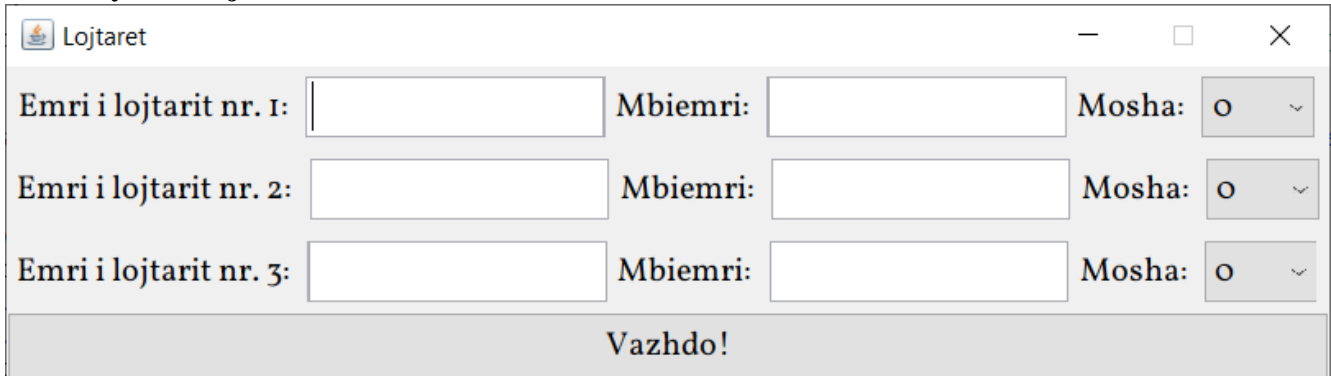 Lojtaret
Emri i lojtarit nr. 1: Mbiemri: Mosha: 0
Emri i lojtarit nr. 2: Mbiemri: Mosha: 0
Emri i lojtarit nr. 3: Mbiemri: Mosha: 0
Vazhdo!